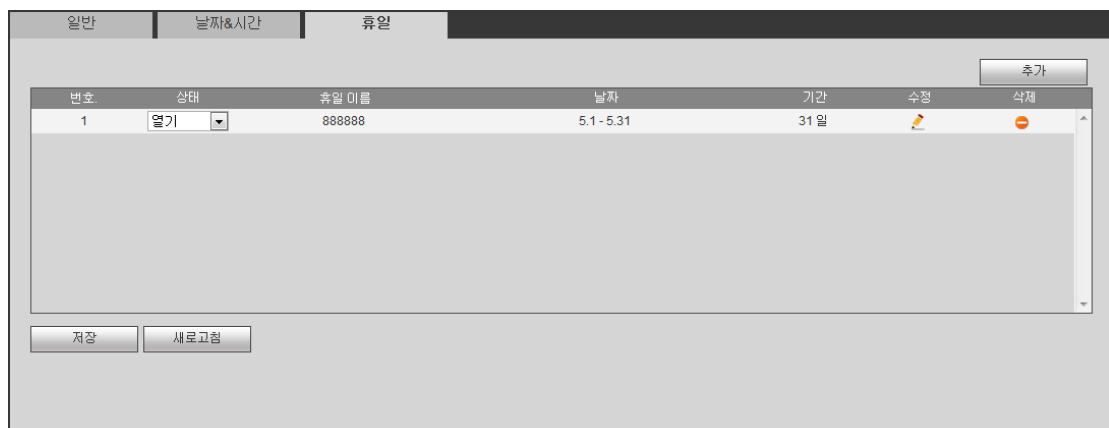 일반 날짜&시간 휴일
추가
번호. 상태 휴일 이름 날짜 기간 수정 삭제
1 열기 888888 5.1 - 5.31 31 일
저장 새로고침